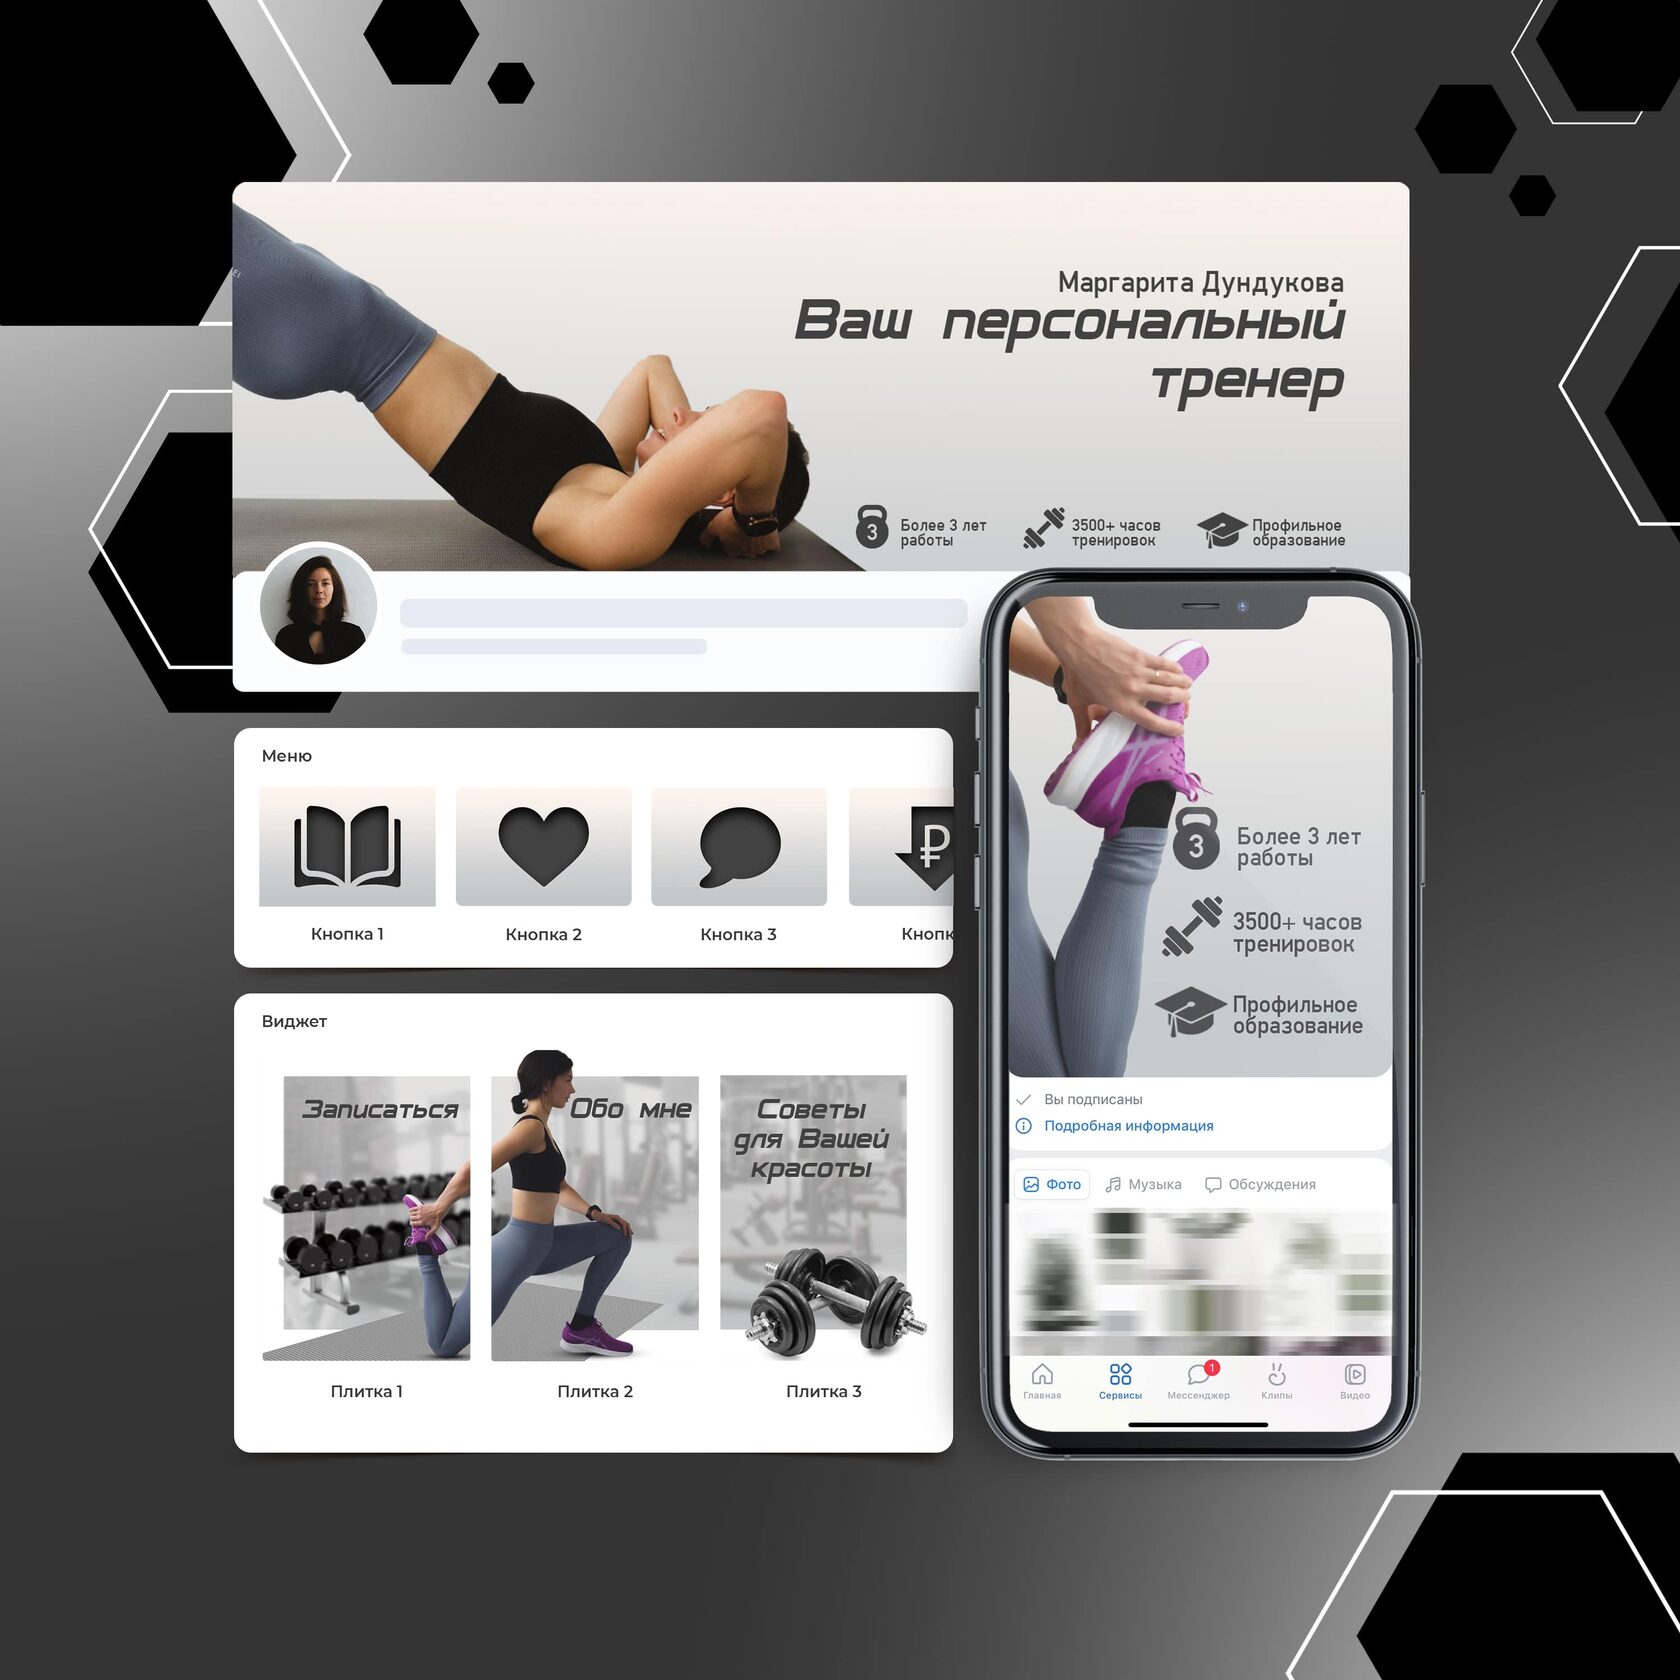 Маргарита Дундукова
Ваш персональный
тренер
3
Более 3 лет
работы
3500+ часов
тренировок
Профильное
образование
Меню
Кнопка 1
Кнопка 2
Кнопка 3
Кнопк
₽
Виджет
Записаться
Обо мне
Советы
для Вашей
красоты
Плитка 1
Плитка 2
Плитка 3
3
Более 3 лет
работы
3500+ часов
тренировок
Профильное
образование
Вы подписаны
Подробная информация
Фото
Музыка
Обсуждения
1
Главная
Сервисы
Мессенджер
Клипы
Видео